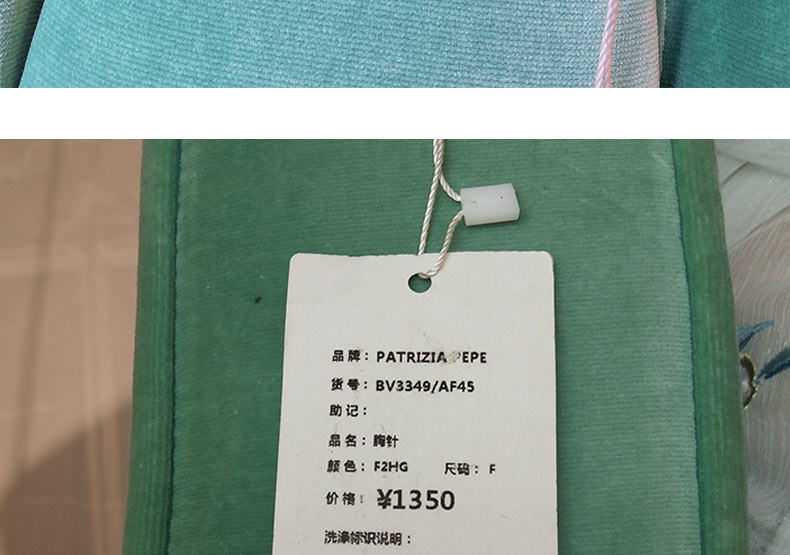 品牌：PATRIZIA PEPE
货号：BV3349/AF45
助记：
品名：胸针
颜色：F2HG 尺码：F
价格：¥1350
洗涤标识说明：